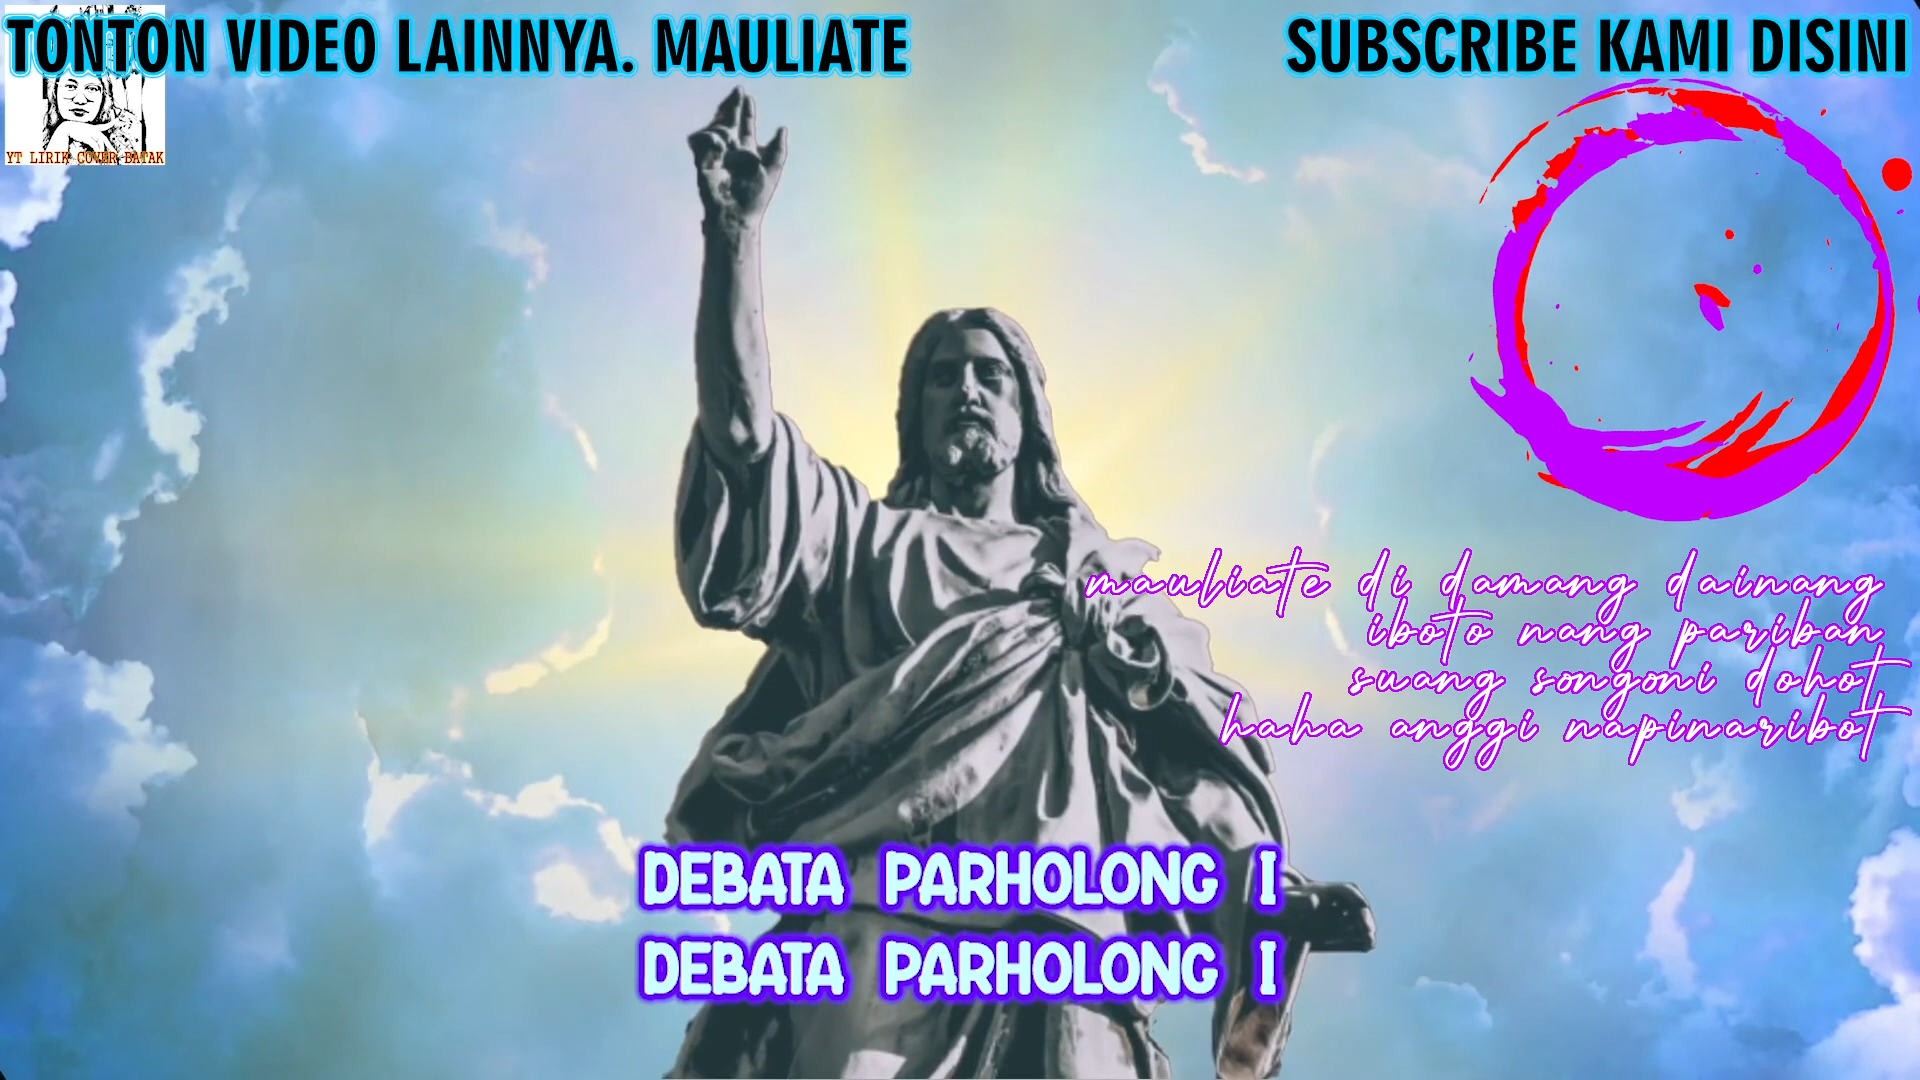 TONTON VIDEO LAINNYA. MAULIATE
SUBSCRIBE KAMI DISINI
YT LIRIK COVER BATAK
mauliate di damang dainang
iboto nang pariban
suang songoni dohot
haha anggi napinaribot
DEBATA PARHOLONG I
DEBATA PARHOLONG I